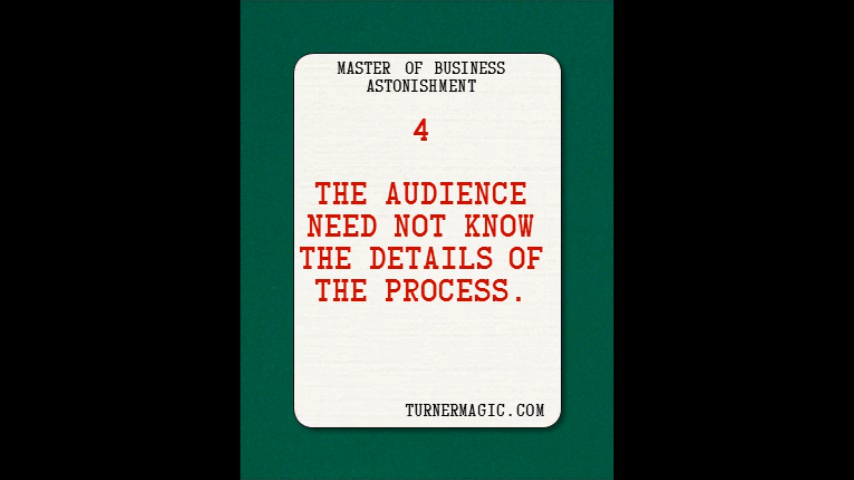 MASTER OF BUSINESS
ASTONISHMENT
4
THE AUDIENCE
NEED NOT KNOW
THE DETAILS OF
THE PROCESS.
TURNERMAGIC.COM